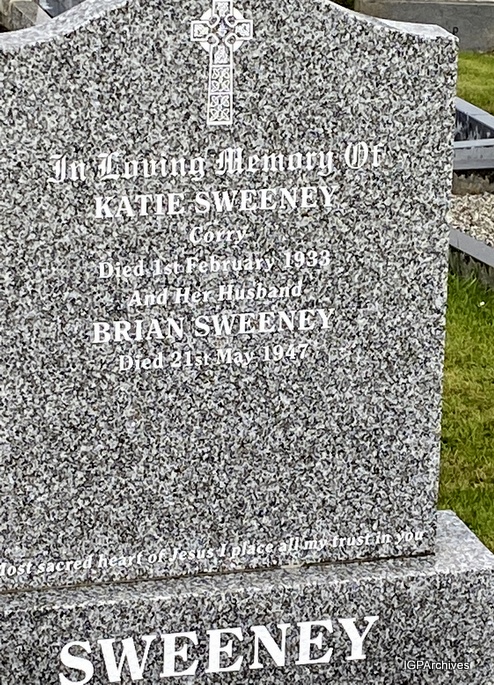 In Loving Memory Of
KATIE SWEENEY
Corry
Died 1st February 1933
And Her Husband
BRIAN SWEENEY
Died 21st May 1947
Most sacred heart of Jesus I place all my trust in you
SWEENEY
IGPArchives